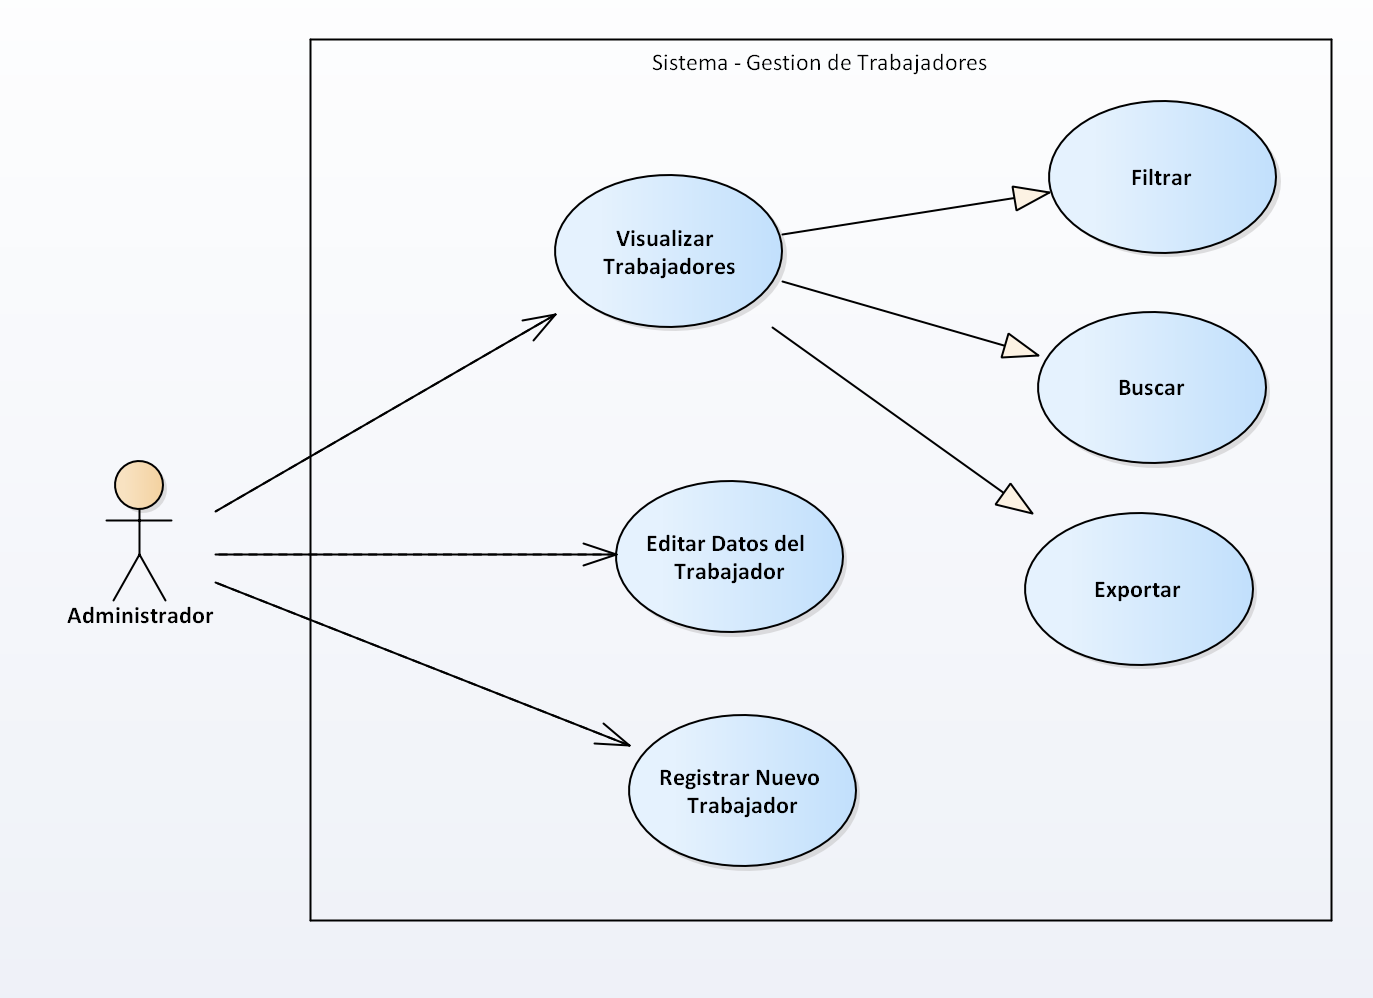 Sistema - Gestion de Trabajadores
Filtrar
Visualizar
Trabajadores
Buscar
Editar Datos del
Trabajador
Exportar
Administrador
Registrar Nuevo
Trabajador